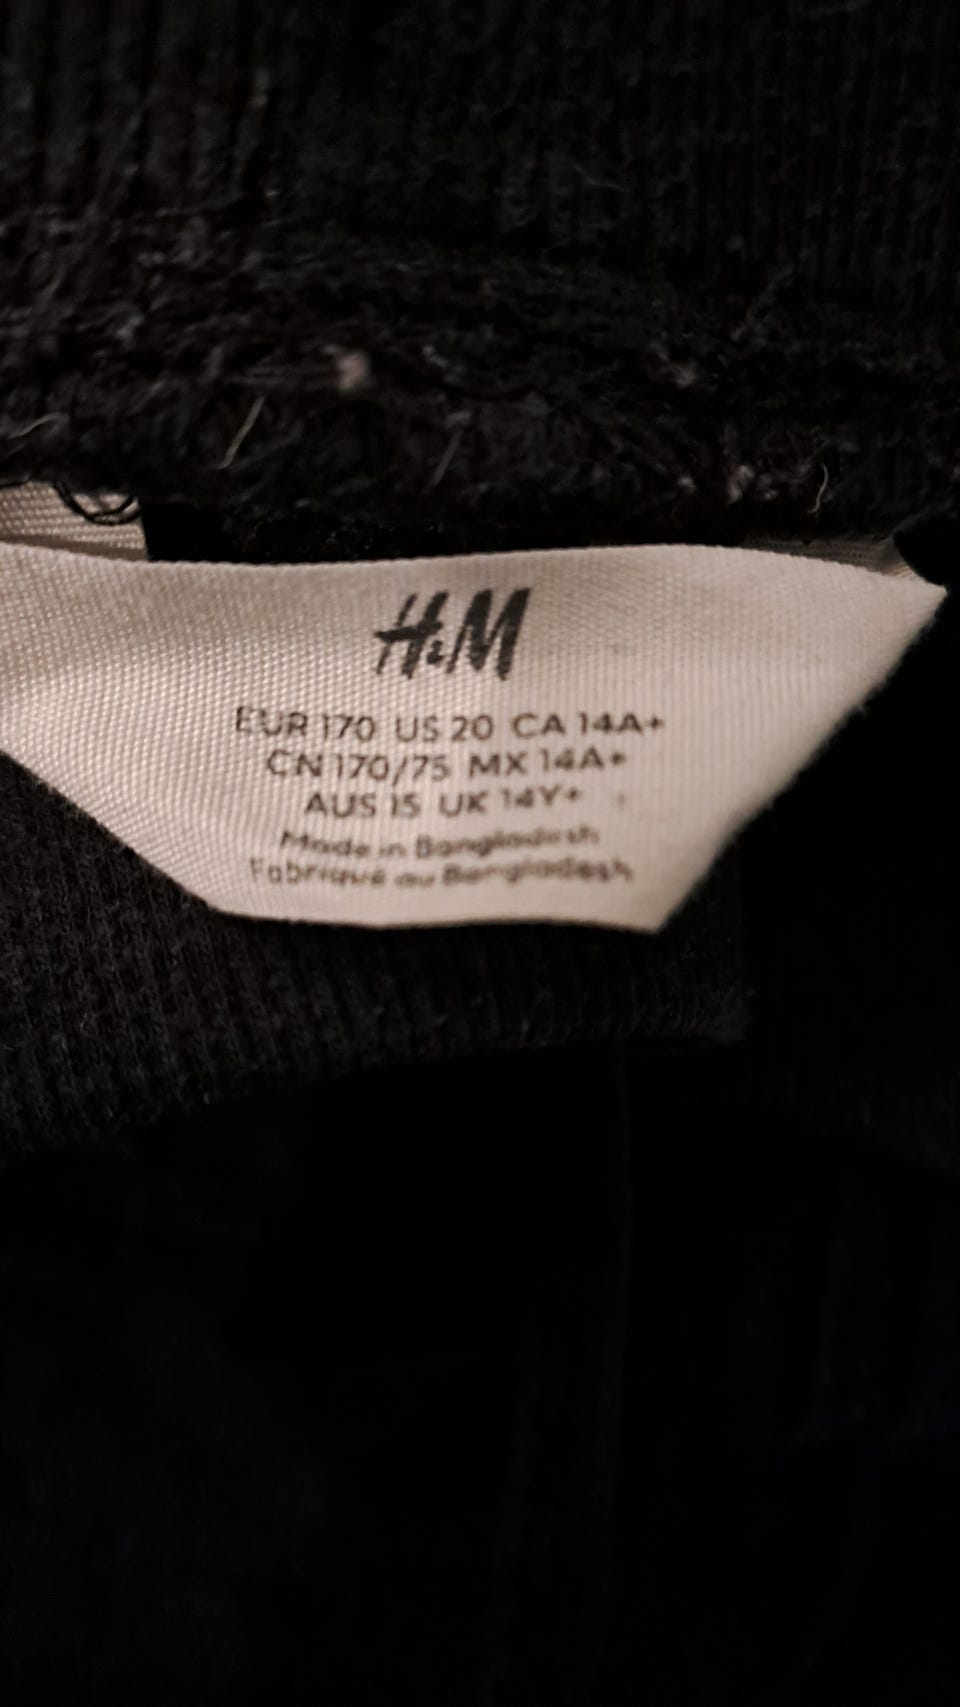 H&M
EUR 170 US 20 CA 14A+
CN 170/75 MX 14A+
AUS 15 UK 14Y+
Made in Bangladesh
Fabriqué au Bangladesh